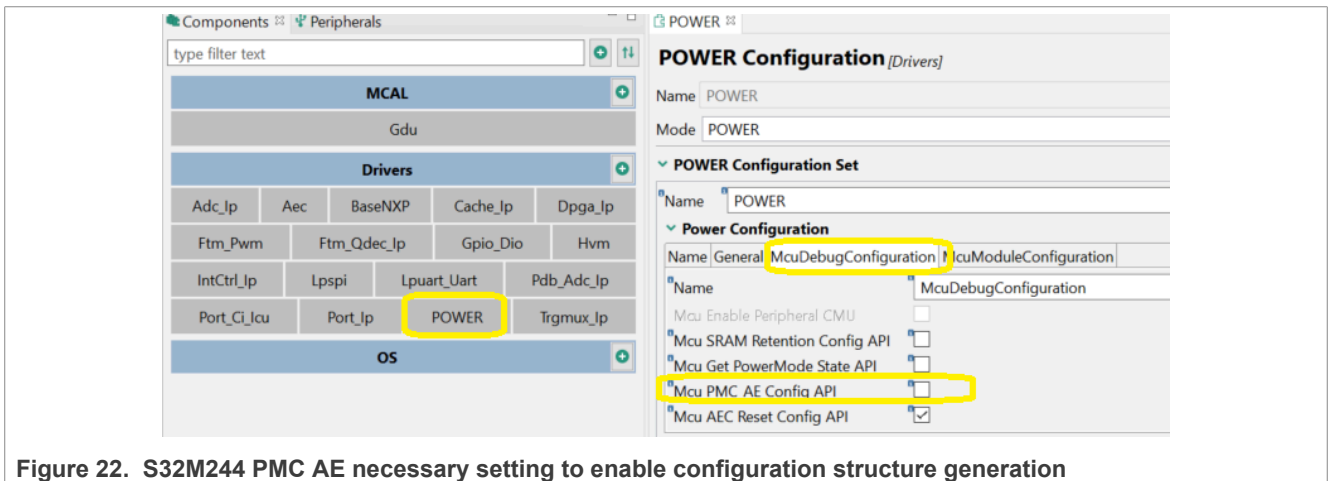 Components Peripherals
type filter text
MCAL
Gdu
Drivers
Adc_Ip Aec BaseNXP Cache_Ip Dpga_Ip
Ftm_Pwm Ftm_Qdec_Ip Gpio_Dio Hvm
IntCtrl_Ip Lpspi Lpuart_Uart Pdb_Adc_Ip
Port_Ci_Icu Port_Ip POWER Trgmux_Ip
OS
POWER
POWER Configuration [Drivers]
Name POWER
Mode POWER
POWER Configuration Set
Name POWER
Power Configuration
Name General McuDebugConfiguration McuModuleConfiguration
Name McuDebugConfiguration
Mcu Enable Peripheral CMU
Mcu SRAM Retention Config API
Mcu Get PowerMode State API
Mcu PMC AE Config API
Mcu AEC Reset Config API
Figure 22. S32M244 PMC AE necessary setting to enable configuration structure generation